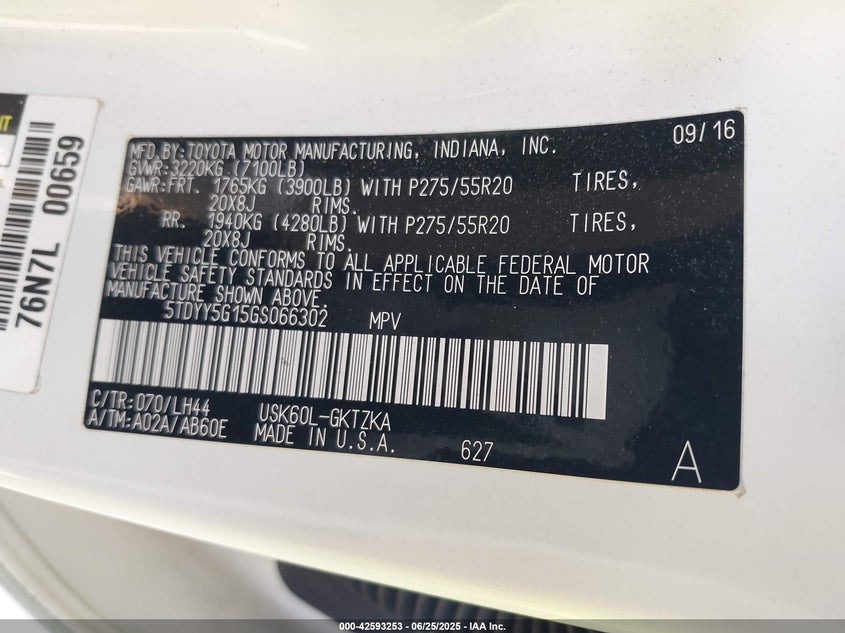 09/16
MFD.BY:TOYOTA MOTOR MANUFACTURING, INDIANA, INC.
GVWR:3220KG (7100LB)
GAWR:FRT. 1765KG (3900LB) WITH P275/55R20 TIRES,
20X8J RIMS.
RR. 1940KG (4280LB) WITH P275/55R20 TIRES,
20X8J RIMS.
THIS VEHICLE CONFORMS TO ALL APPLICABLE FEDERAL MOTOR
VEHICLE SAFETY STANDARDS IN EFFECT ON THE DATE OF
MANUFACTURE SHOWN ABOVE.
5TDYY5G15GS066302 MPV
C/TR:070/LH44 USK60L-GKTZKA
A/TM:A02A/AB60E MADE IN U.S.A. 627
A
76N7L 00659
000-42593253 - 06/25/2025 - IAA Inc.